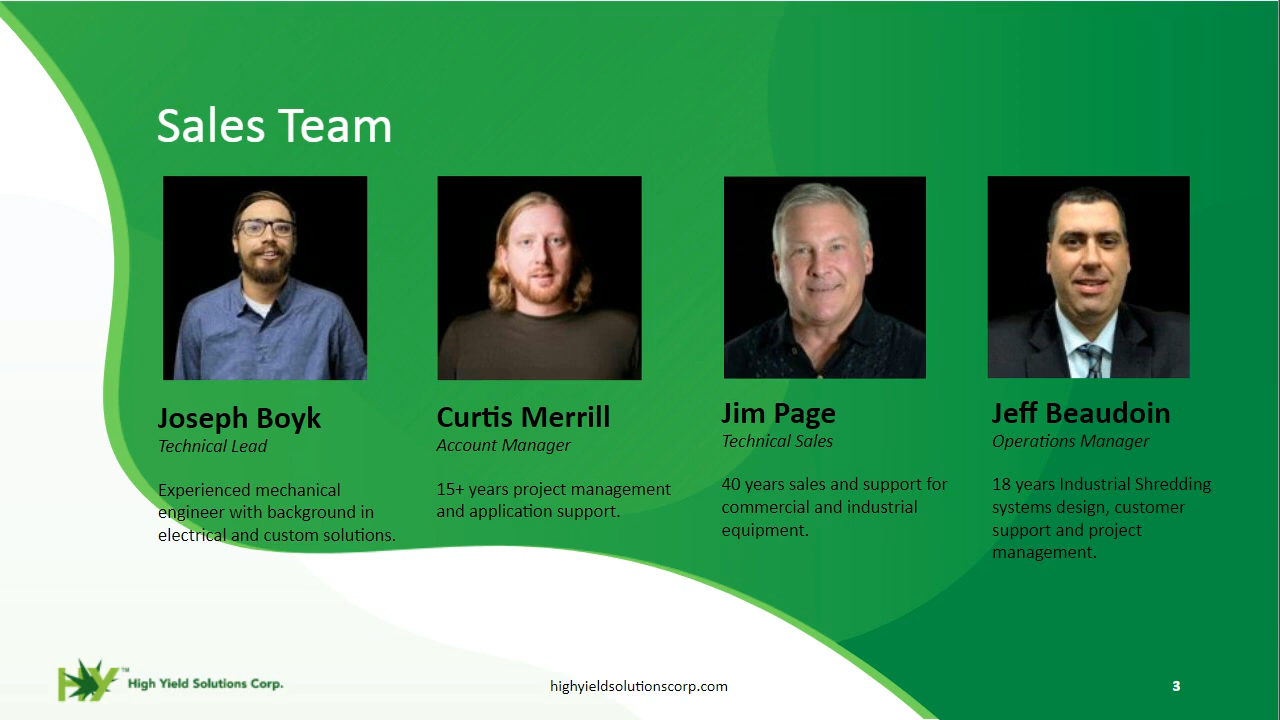 Sales Team
Joseph Boyk
Technical Lead
Experienced mechanical
engineer with background in
electrical and custom solutions.
Curtis Merrill
Account Manager
15+ years project management
and application support.
Jim Page
Technical Sales
40 years sales and support for
commercial and industrial
equipment.
Jeff Beaudoin
Operations Manager
18 years Industrial Shredding
systems design, customer
support and project
management.
HY™ High Yield Solutions Corp.
highyieldsolutionscorp.com
3